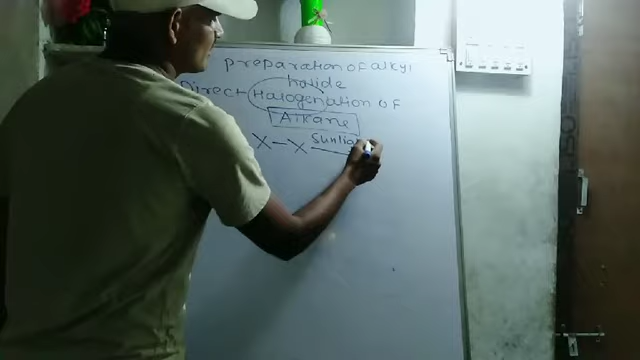 preparation of alkyl
halide
Direct Halogenation of
Alkane
X-X Sunlig